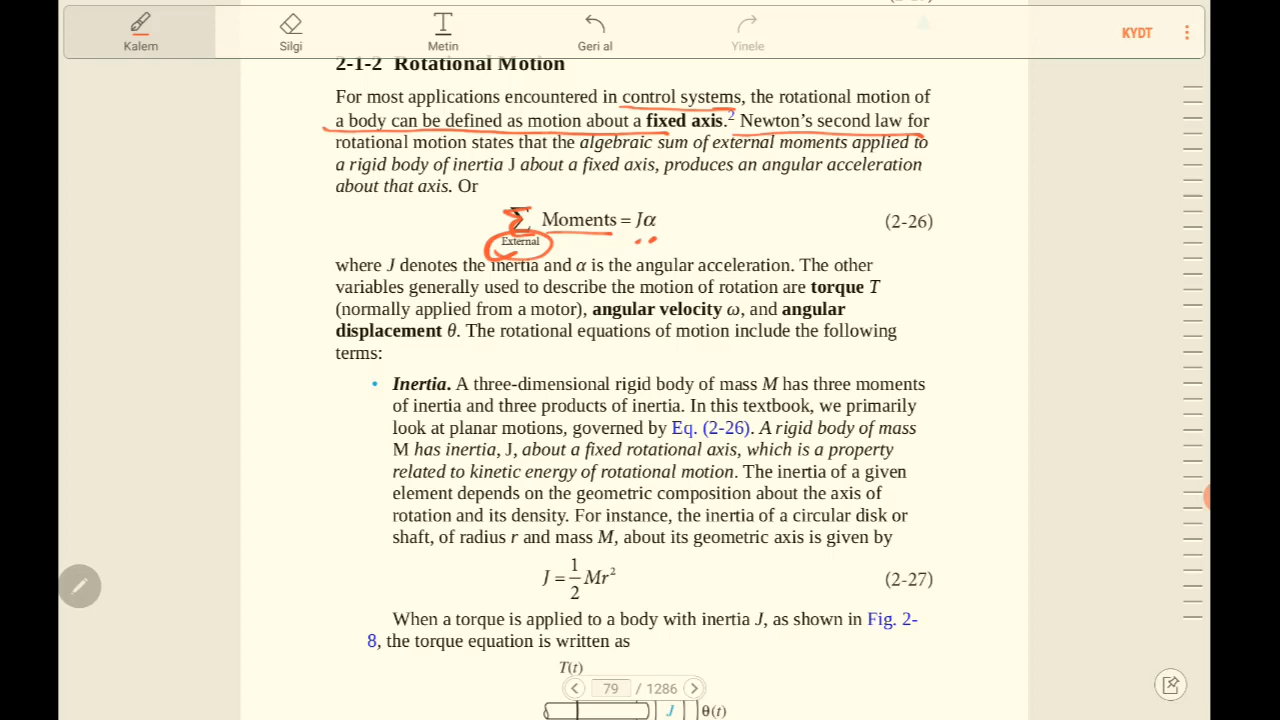 Kalem Silgi Metin Geri al Yinele KYDT
2-1-2 Rotational Motion
For most applications encountered in control systems, the rotational motion of
a body can be defined as motion about a fixed axis.2 Newton's second law for
rotational motion states that the algebraic sum of external moments applied to
a rigid body of inertia J about a fixed axis, produces an angular acceleration
about that axis. Or
∑ Moments = Jα (2-26)
External
where J denotes the inertia and α is the angular acceleration. The other
variables generally used to describe the motion of rotation are torque T
(normally applied from a motor), angular velocity ω, and angular
displacement θ. The rotational equations of motion include the following
terms:
• Inertia. A three-dimensional rigid body of mass M has three moments
of inertia and three products of inertia. In this textbook, we primarily
look at planar motions, governed by Eq. (2-26). A rigid body of mass
M has inertia, J, about a fixed rotational axis, which is a property
related to kinetic energy of rotational motion. The inertia of a given
element depends on the geometric composition about the axis of
rotation and its density. For instance, the inertia of a circular disk or
shaft, of radius r and mass M, about its geometric axis is given by
J = 1/2 Mr² (2-27)
When a torque is applied to a body with inertia J, as shown in Fig. 2-
8, the torque equation is written as
T(t)
79 / 1286
J θ(t)